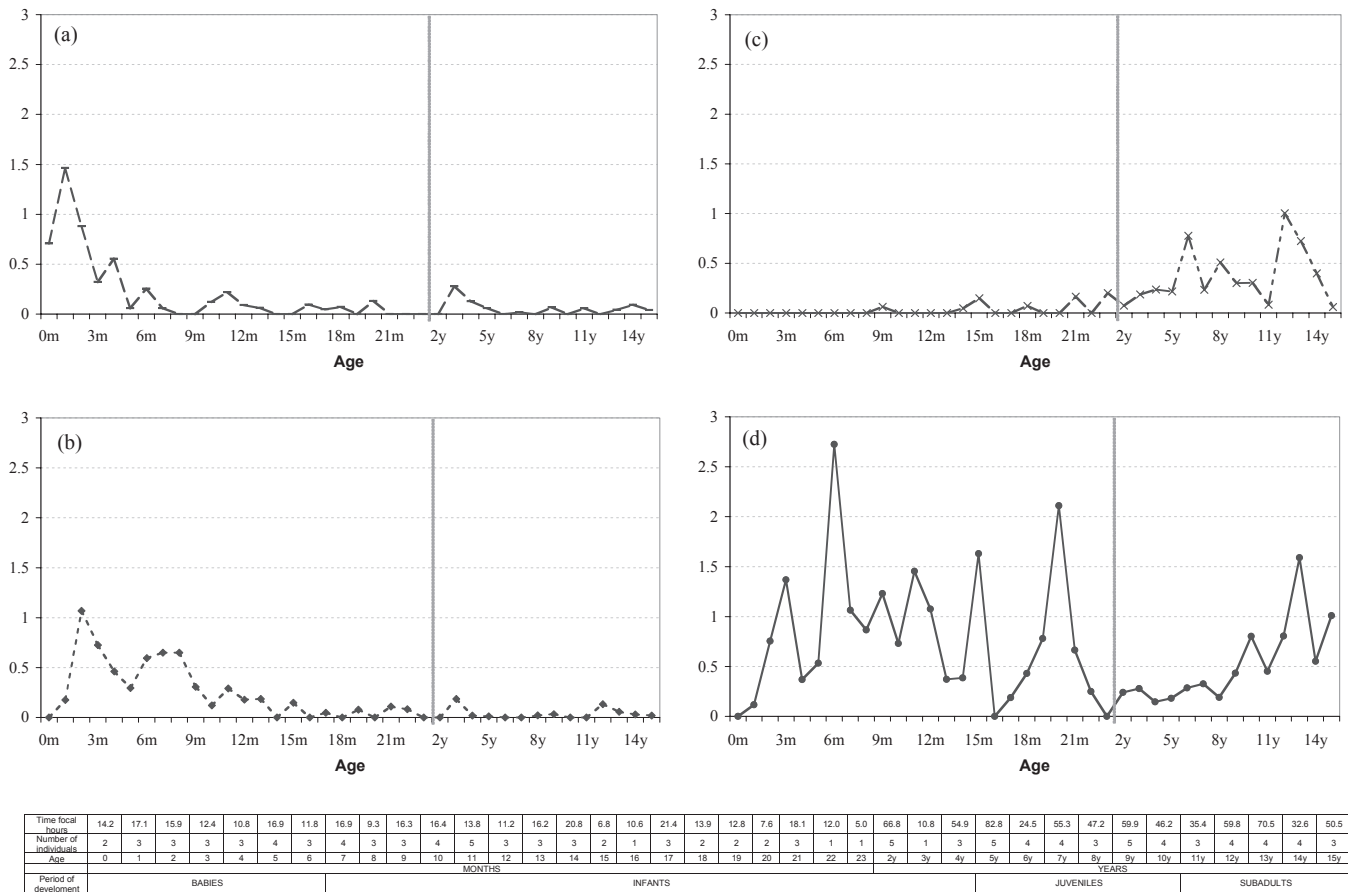 (a)
3
2.5
2
1.5
1
0.5
0
0m 3m 6m 9m 12m 15m 18m 21m 2y 5y 8y 11y 14y
Age
(c)
3
2.5
2
1.5
1
0.5
0
0m 3m 6m 9m 12m 15m 18m 21m 2y 5y 8y 11y 14y
Age
(b)
3
2.5
2
1.5
1
0.5
0
0m 3m 6m 9m 12m 15m 18m 21m 2y 5y 8y 11y 14y
Age
(d)
3
2.5
2
1.5
1
0.5
0
0m 3m 6m 9m 12m 15m 18m 21m 2y 5y 8y 11y 14y
Age
Time focal hours 14.2 17.1 15.9 12.4 10.8 16.9 11.8 16.9 9.3 16.3 16.4 13.8 11.2 16.2 20.8 6.8 10.6 21.4 13.9 12.8 7.6 18.1 12.0 5.0 66.8 10.8 54.9 82.8 24.5 55.3 47.2 59.9 46.2 35.4 59.8 70.5 32.6 50.5
Number of individuals 2 3 3 3 3 4 3 4 3 3 4 5 3 3 3 2 1 3 2 2 2 3 1 1 5 1 3 5 4 4 3 5 4 3 4 4 4 3
Age 0 1 2 3 4 5 6 7 8 9 10 11 12 13 14 15 16 17 18 19 20 21 22 23 2y 3y 4y 5y 6y 7y 8y 9y 10y 11y 12y 13y 14y 15y
MONTHS YEARS
Period of develoment BABIES INFANTS JUVENILES SUBADULTS